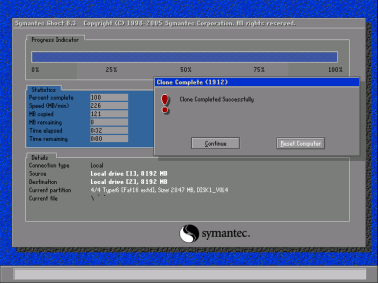 Symantec Ghost 8.3   Copyright (C) 1998-2005 Symantec Corporation. All rights reserved.
Progress Indicator
0% 25% 50% 75% 100%
Statistics
Percent complete 100
Speed (MB/min) 226
MB copied 121
MB remaining 0
Time elapsed 0:32
Time remaining 0:00
Clone Complete (1912)
Clone Completed Successfully
Continue
Reset Computer
Details
Connection type Local
Source Local drive [1], 8192 MB
Destination Local drive [2], 8192 MB
Current partition 4/4 Type:6 [Fat16 extd], Size: 2047 MB, DISK1_VOL4
Current file \
symantec.